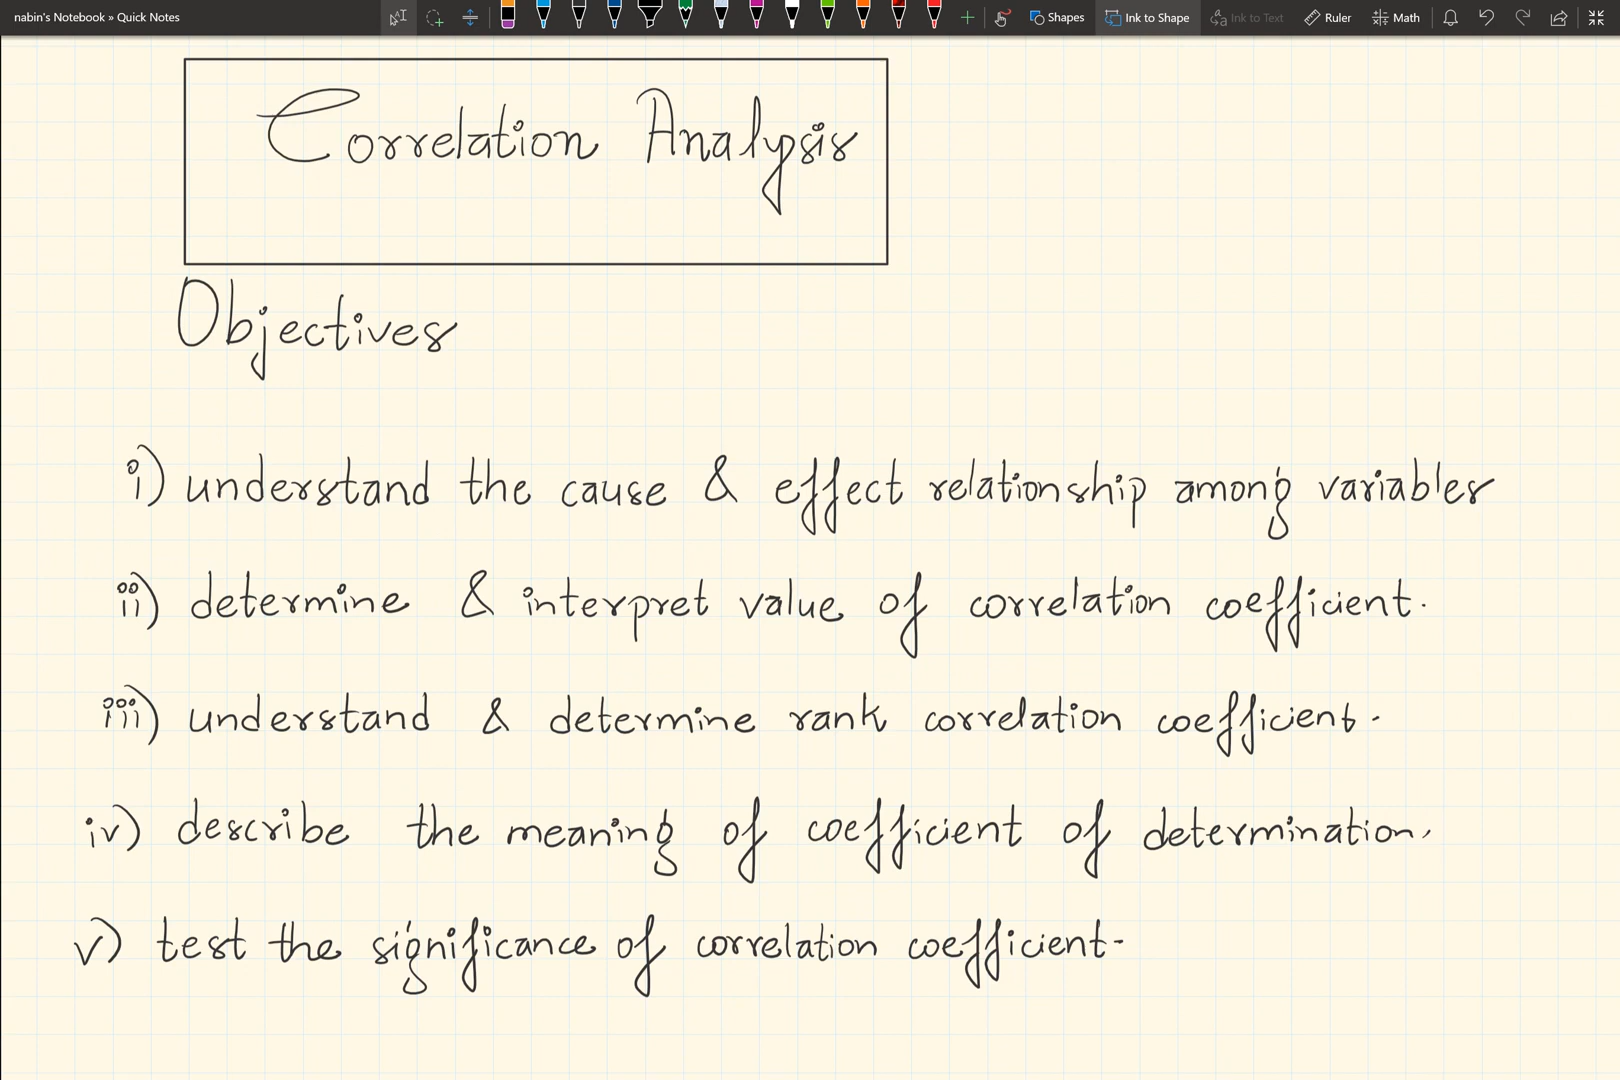 nabin's Notebook » Quick Notes
Shapes Ink to Shape Ink to Text Ruler Math
Correlation Analysis
Objectives
i) understand the cause & effect relationship among variables
ii) determine & interpret value of correlation coefficient.
iii) understand & determine rank correlation coefficient.
iv) describe the meaning of coefficient of determination.
v) test the significance of correlation coefficient.